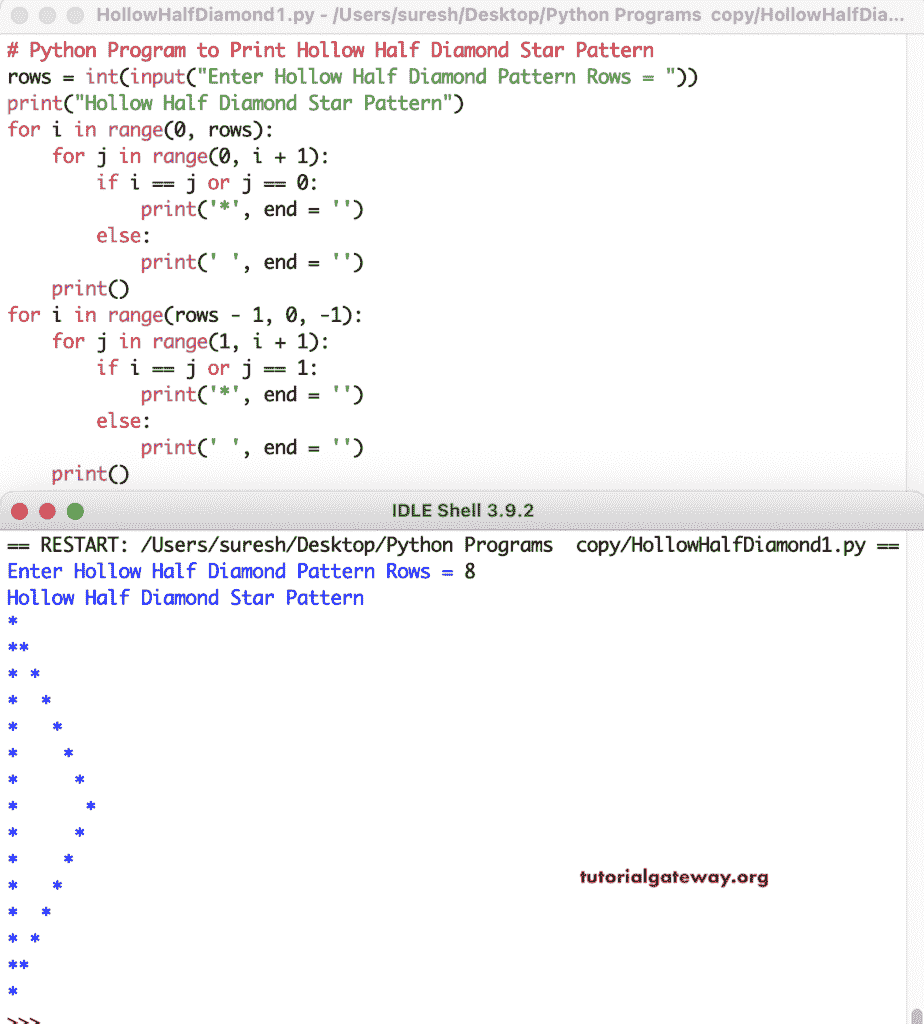 HollowHalfDiamond1.py - /Users/suresh/Desktop/Python Programs  copy/HollowHalfDia...
# Python Program to Print Hollow Half Diamond Star Pattern
rows = int(input("Enter Hollow Half Diamond Pattern Rows = "))
print("Hollow Half Diamond Star Pattern")
for i in range(0, rows):
    for j in range(0, i + 1):
        if i == j or j == 0:
            print('*', end = '')
        else:
            print(' ', end = '')
    print()
for i in range(rows - 1, 0, -1):
    for j in range(1, i + 1):
        if i == j or j == 1:
            print('*', end = '')
        else:
            print(' ', end = '')
    print()
IDLE Shell 3.9.2
== RESTART: /Users/suresh/Desktop/Python Programs  copy/HollowHalfDiamond1.py ==
Enter Hollow Half Diamond Pattern Rows = 8
Hollow Half Diamond Star Pattern
*
**
* *
*  *
*   *
*    *
*     *
*      *
*     *
*    *
*   *
*  *
* *
**
*
>>>
tutorialgateway.org